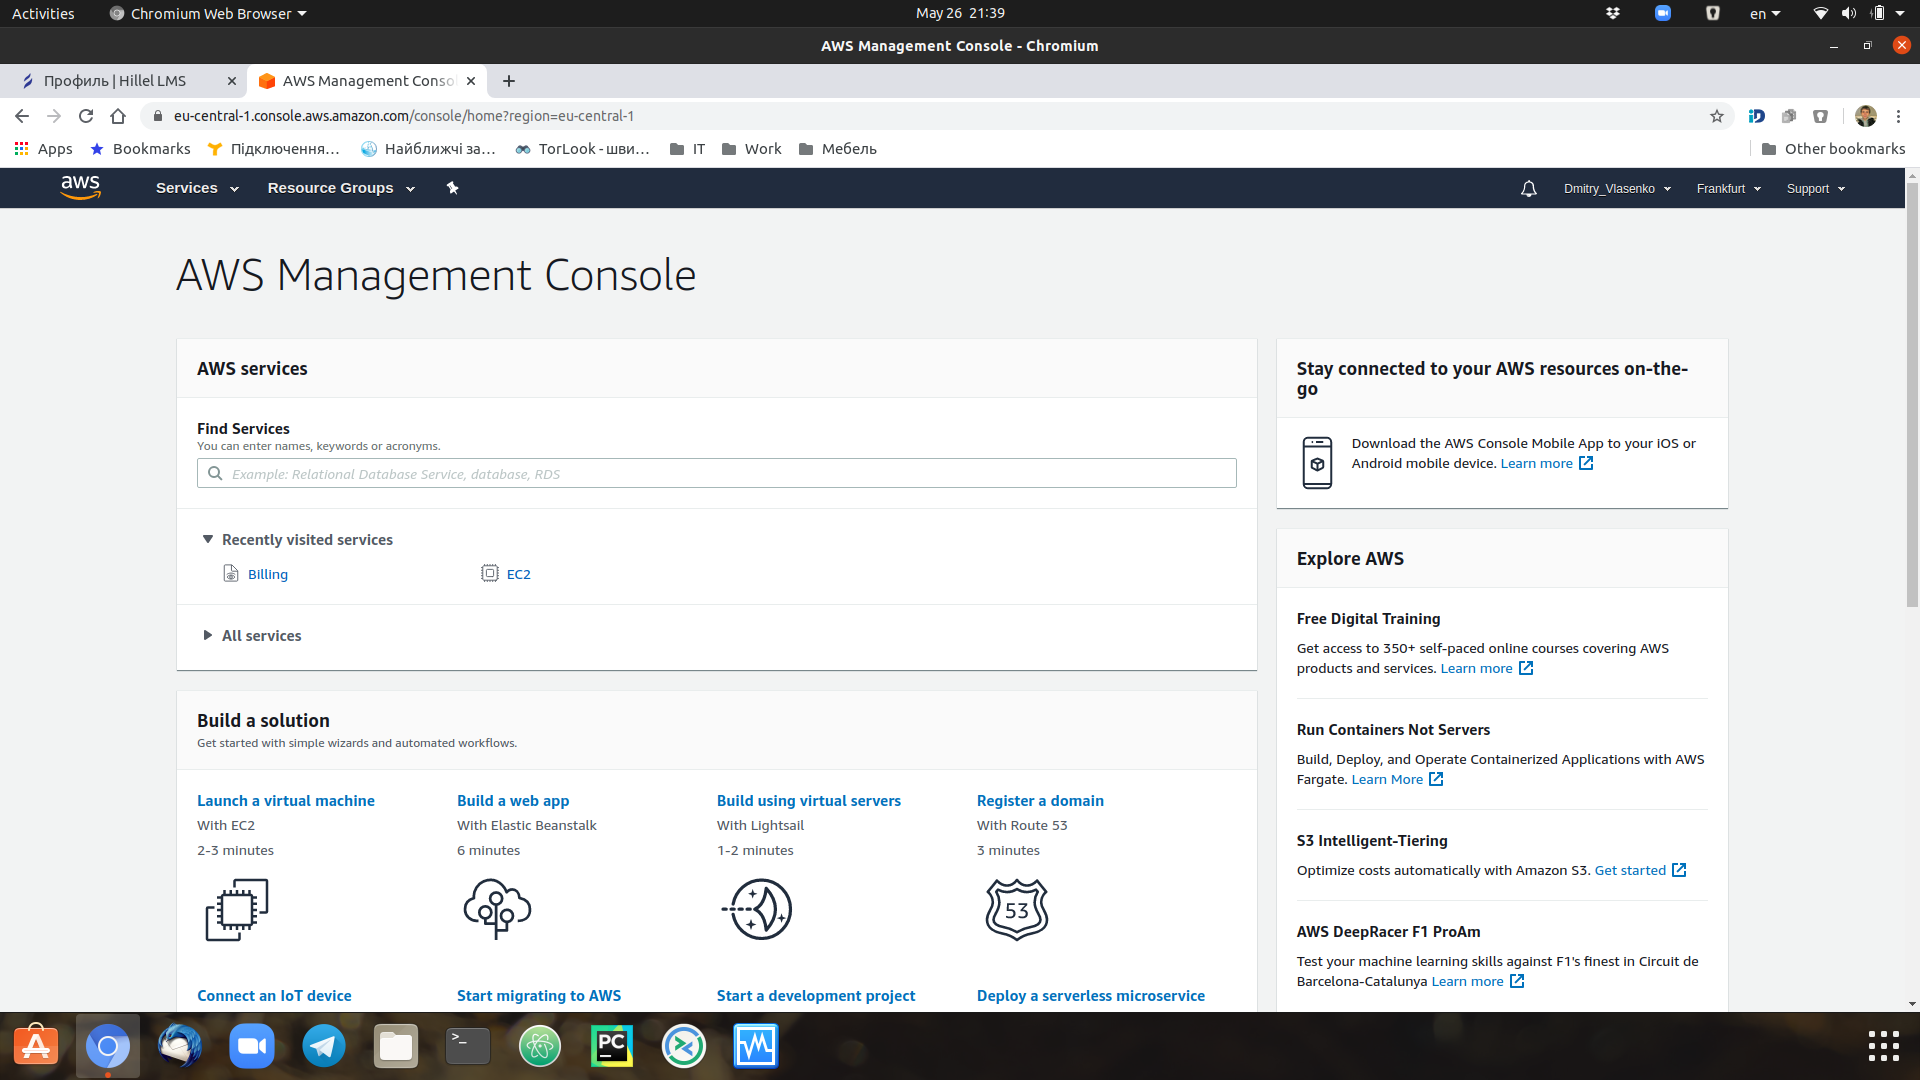 Activities
Chromium Web Browser
May 26 21:39
en
AWS Management Console - Chromium
Профиль | Hillel LMS
AWS Management Conso
eu-central-1.console.aws.amazon.com/console/home?region=eu-central-1
Apps
Bookmarks
Підключення…
Найближчі за…
TorLook - шви…
IT
Work
Мебель
Other bookmarks
aws
Services
Resource Groups
Dmitry_Vlasenko
Frankfurt
Support
AWS Management Console
AWS services
Find Services
You can enter names, keywords or acronyms.
Example: Relational Database Service, database, RDS
Recently visited services
Billing
EC2
All services
Build a solution
Get started with simple wizards and automated workflows.
Launch a virtual machine
With EC2
2-3 minutes
Build a web app
With Elastic Beanstalk
6 minutes
Build using virtual servers
With Lightsail
1-2 minutes
Register a domain
With Route 53
3 minutes
53
Connect an IoT device
Start migrating to AWS
Start a development project
Deploy a serverless microservice
Stay connected to your AWS resources on-the-
go
Download the AWS Console Mobile App to your iOS or
Android mobile device. Learn more
Explore AWS
Free Digital Training
Get access to 350+ self-paced online courses covering AWS
products and services. Learn more
Run Containers Not Servers
Build, Deploy, and Operate Containerized Applications with AWS
Fargate. Learn More
S3 Intelligent-Tiering
Optimize costs automatically with Amazon S3. Get started
AWS DeepRacer F1 ProAm
Test your machine learning skills against F1's finest in Circuit de
Barcelona-Catalunya Learn more
>_
PC